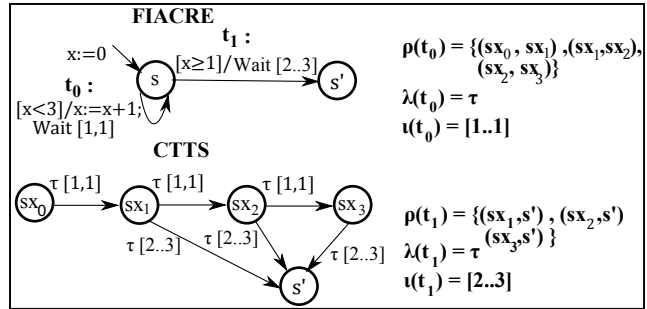 FIACRE
x:=0
t₁ :
[x≥1]/Wait [2..3]
s
s'
t₀ :
[x<3]/x:=x+1;
Wait [1,1]
ρ(t₀) = {(sx₀ , sx₁) ,(sx₁,sx₂),
(sx₂, sx₃)}
λ(t₀) = τ
ι(t₀) = [1..1]
CTTS
τ [1,1]
τ [1,1]
τ [1,1]
sx₀
sx₁
sx₂
sx₃
τ [2..3]
τ [2..3]
τ [2..3]
s'
ρ(t₁) = {(sx₁,s') , (sx₂,s')
(sx₃,s') }
λ(t₁) = τ
ι(t₁) = [2..3]